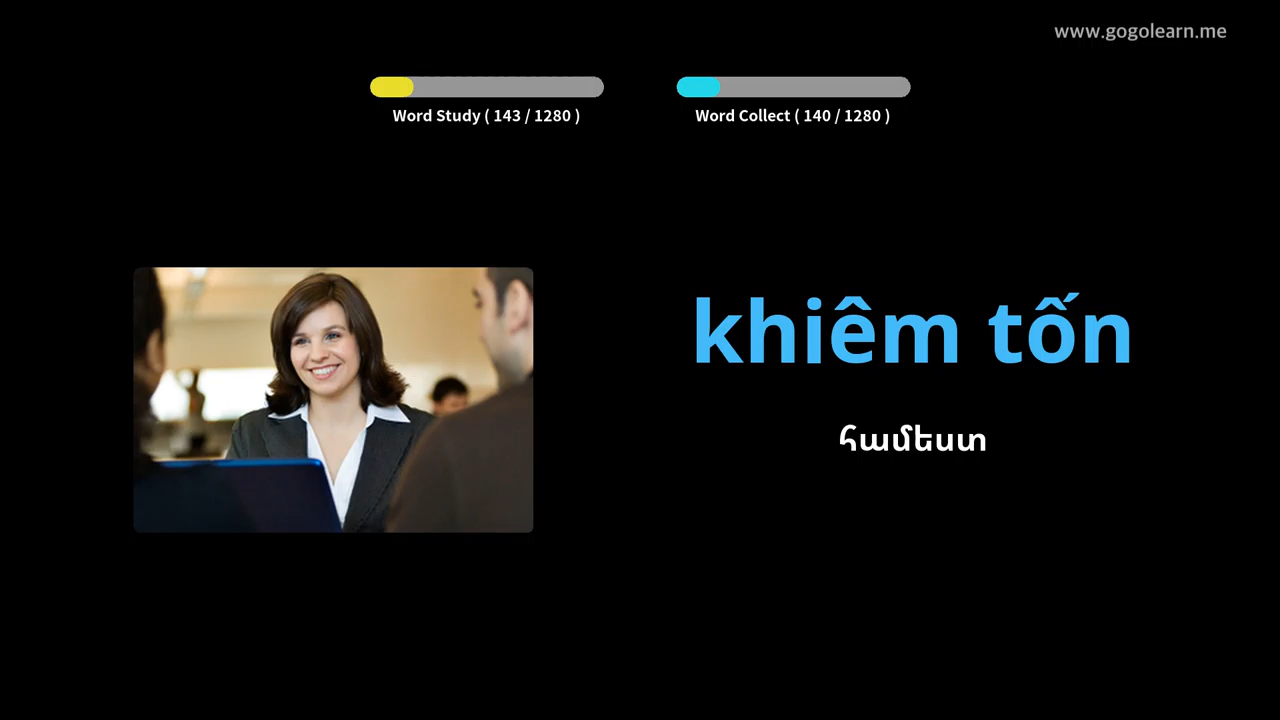 www.gogolearn.me
Word Study ( 143 / 1280 )
Word Collect ( 140 / 1280 )
khiêm tốn
համեստ